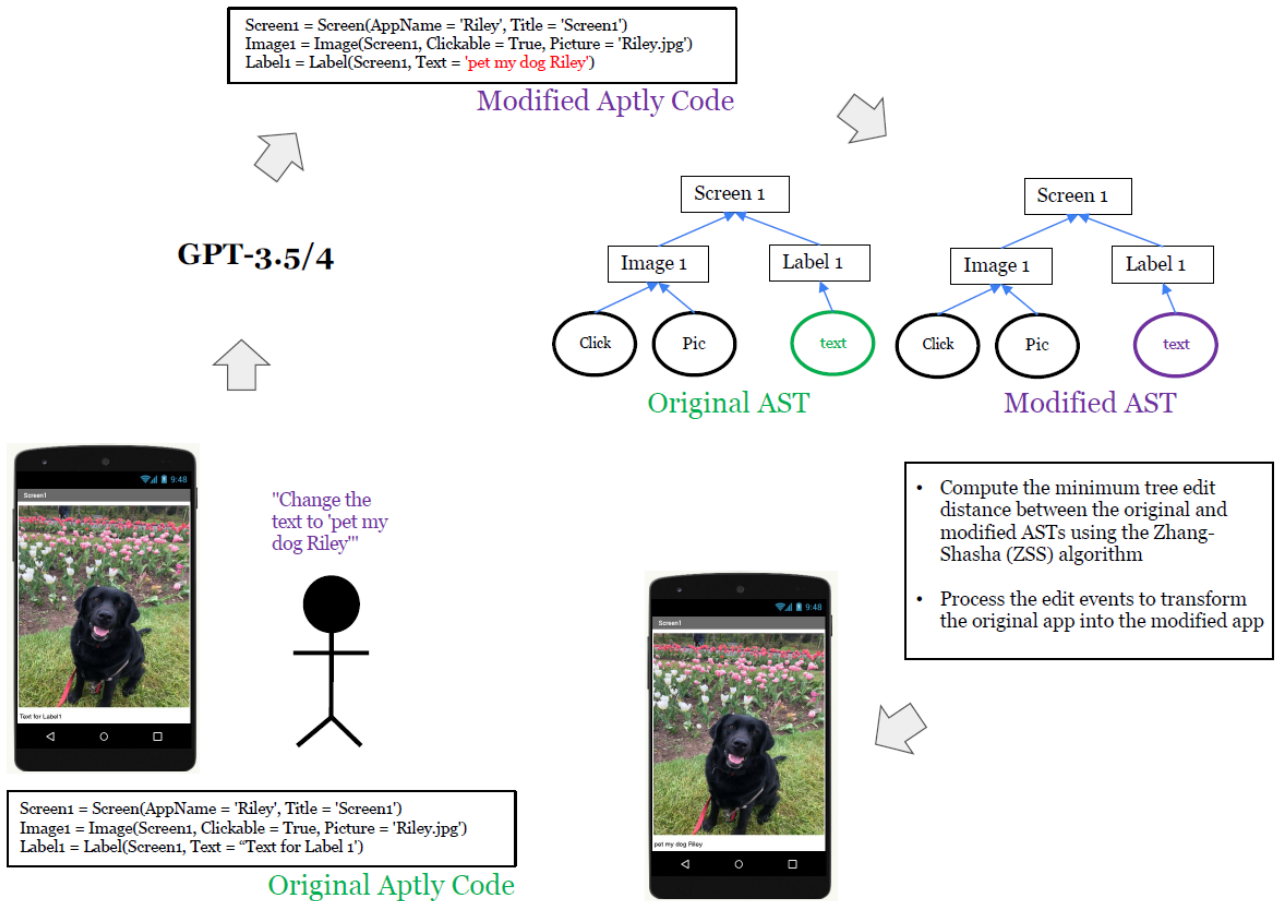 Screen1 = Screen(AppName = 'Riley', Title = 'Screen1')
Image1 = Image(Screen1, Clickable = True, Picture = 'Riley.jpg')
Label1 = Label(Screen1, Text = 'pet my dog Riley')
Modified Aptly Code
GPT-3.5/4
Screen 1
Image 1
Label 1
Click
Pic
text
Original AST
Screen 1
Image 1
Label 1
Click
Pic
text
Modified AST
9:48
Screen1
Text for Label1
"Change the
text to 'pet my
dog Riley'"
Screen1 = Screen(AppName = 'Riley', Title = 'Screen1')
Image1 = Image(Screen1, Clickable = True, Picture = 'Riley.jpg')
Label1 = Label(Screen1, Text = “Text for Label 1')
Original Aptly Code
• Compute the minimum tree edit
distance between the original and
modified ASTs using the Zhang-
Shasha (ZSS) algorithm
• Process the edit events to transform
the original app into the modified app
9:48
Screen1
pet my dog Riley